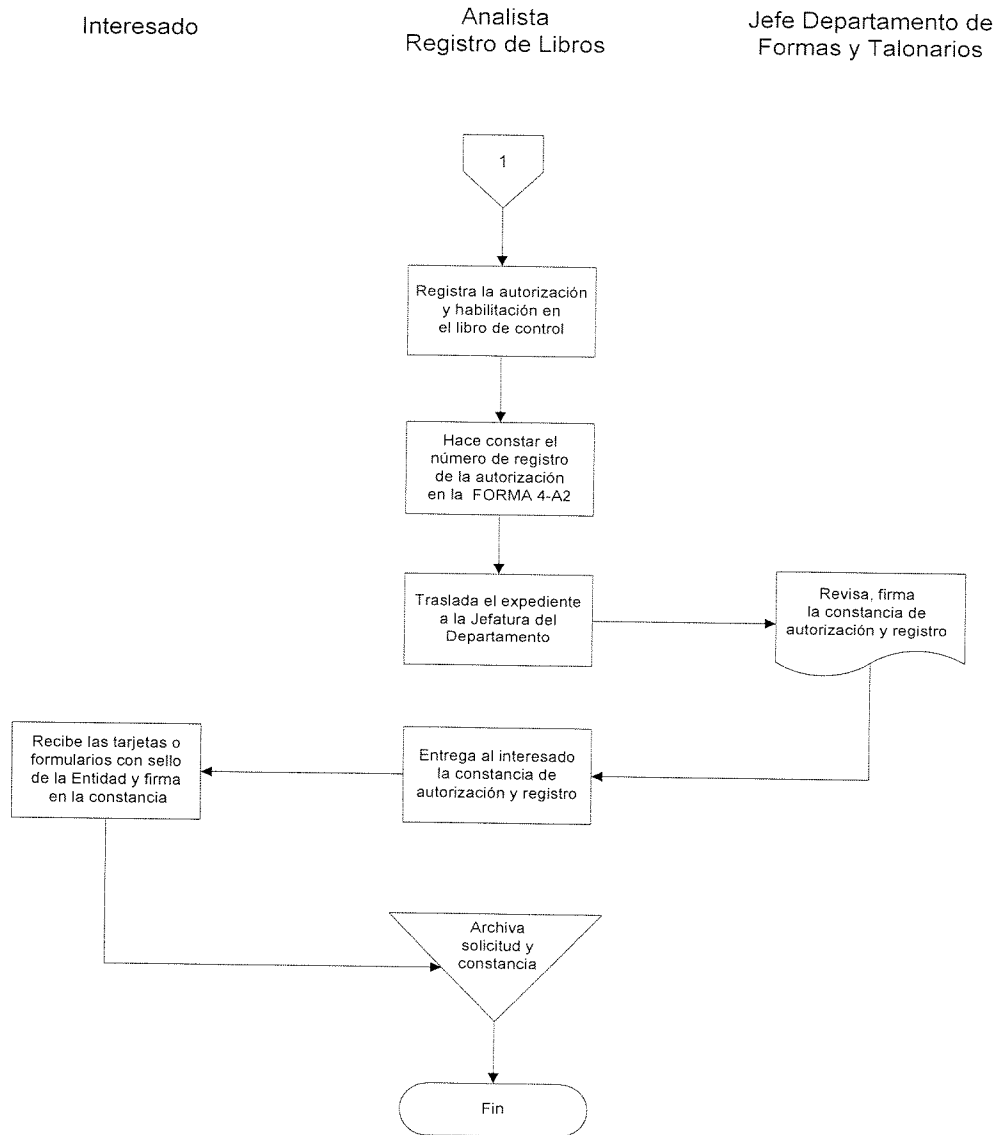 Interesado
Analista
Registro de Libros
Jefe Departamento de
Formas y Talonarios
1
Registra la autorización
y habilitación en
el libro de control
Hace constar el
número de registro
de la autorización
en la FORMA 4-A2
Traslada el expediente
a la Jefatura del
Departamento
Revisa, firma
la constancia de
autorización y registro
Entrega al interesado
la constancia de
autorización y registro
Recibe las tarjetas o
formularios con sello
de la Entidad y firma
en la constancia
Archiva
solicitud y
constancia
Fin